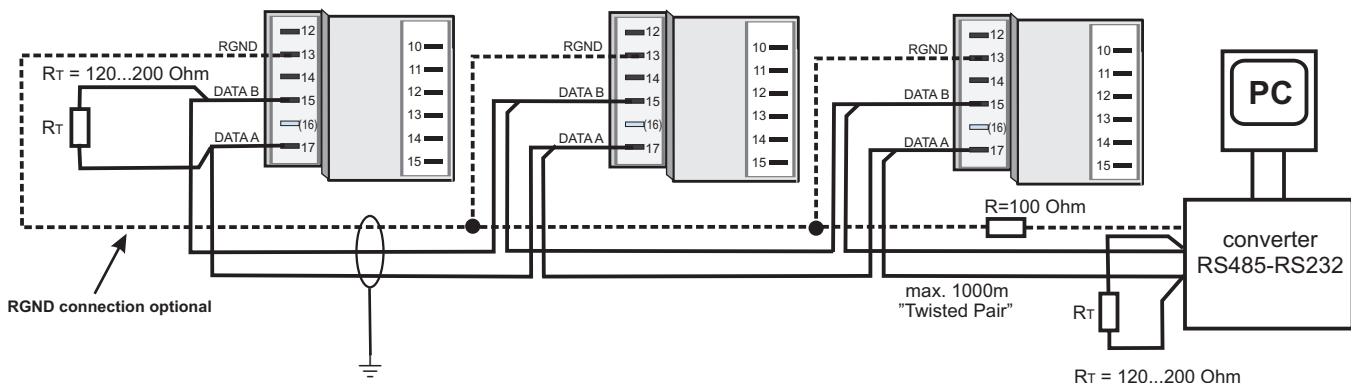 12
RGND
13
14
DATA B
15
(16)
DATA A
17
10
11
12
13
14
15
RT = 120...200 Ohm
RT
12
RGND
13
14
DATA B
15
(16)
DATA A
17
10
11
12
13
14
15
12
RGND
13
14
DATA B
15
(16)
DATA A
17
10
11
12
13
14
15
PC
R=100 Ohm
converter
RS485-RS232
RGND connection optional
max. 1000m
”Twisted Pair”
RT
RT = 120...200 Ohm